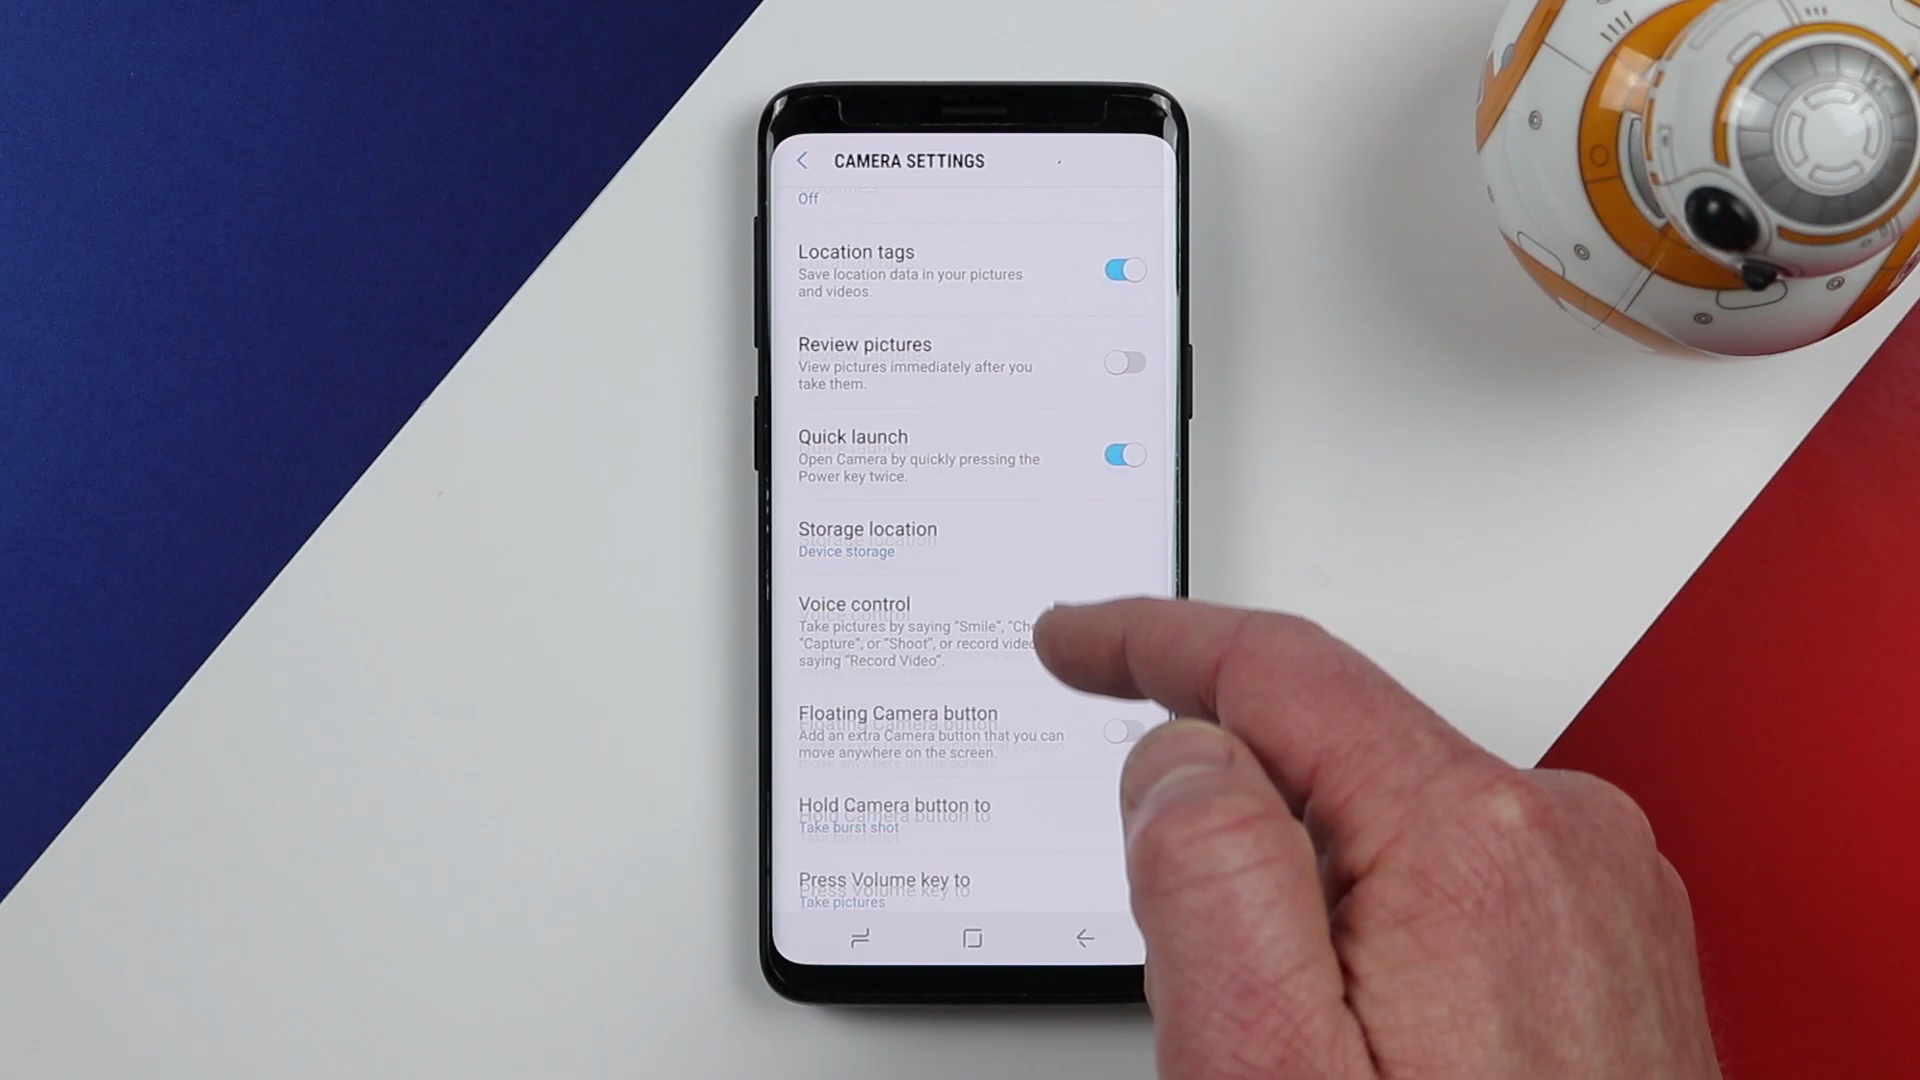 CAMERA SETTINGS
Off
Location tags
Save location data in your pictures
and videos.
Review pictures
View pictures immediately after you
take them.
Quick launch
Open Camera by quickly pressing the
Power key twice.
Storage location
Device storage
Voice control
Take pictures by saying “Smile”,
“Capture”, or “Shoot”, or record
saying “Record Video”.
Floating Camera button
Add an extra Camera button that you can
move anywhere on the screen.
Hold Camera button to
Take burst shot
Press Volume key to
Take pictures